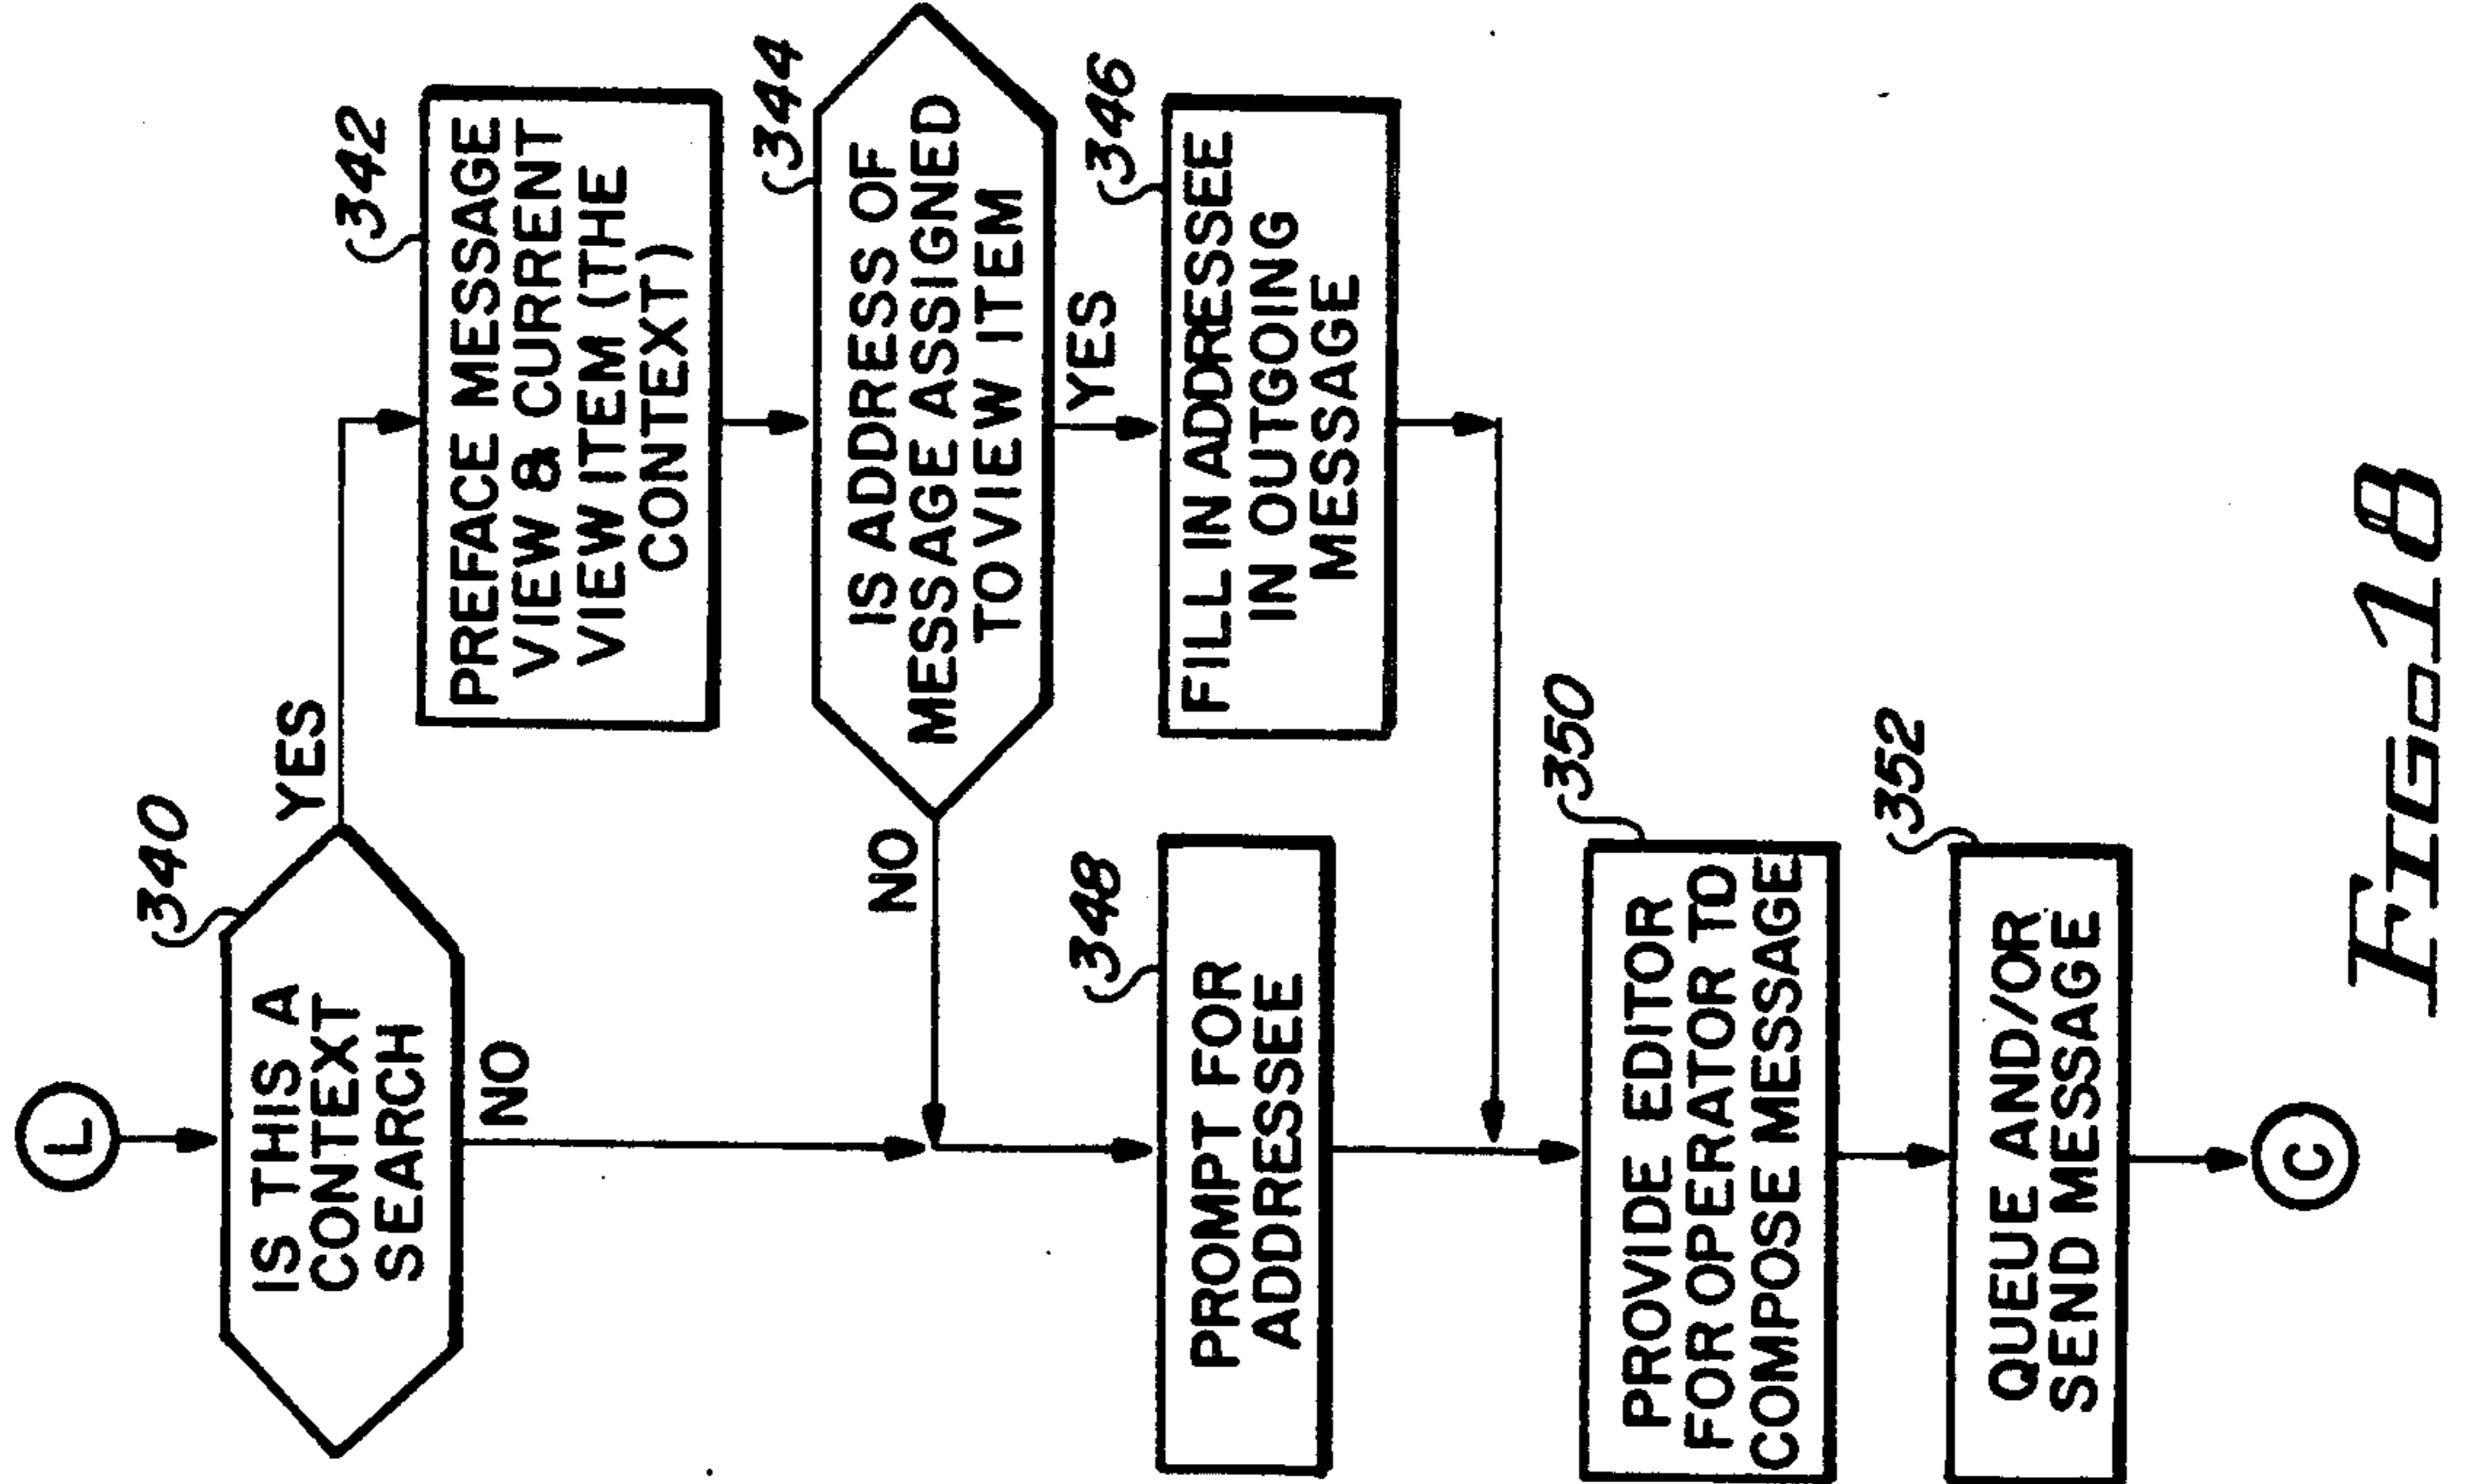 L
340
IS THIS A
CONTEXT
SEARCH
YES
NO
342
PREFACE MESSAGE
VIEW & CURRENT
VIEW ITEM (THE
CONTEXT)
344
IS ADDRESS OF
MESSAGE ASSIGNED
TO VIEW ITEM
NO
YES
346
FILL IN ADDRESSEE
IN OUTGOING
MESSAGE
348
PROMPT FOR
ADDRESSEE
350
PROVIDE EDITOR
FOR OPERATOR TO
COMPOSE MESSAGE
352
QUEUE AND/OR
SEND MESSAGE
C
FIG-18